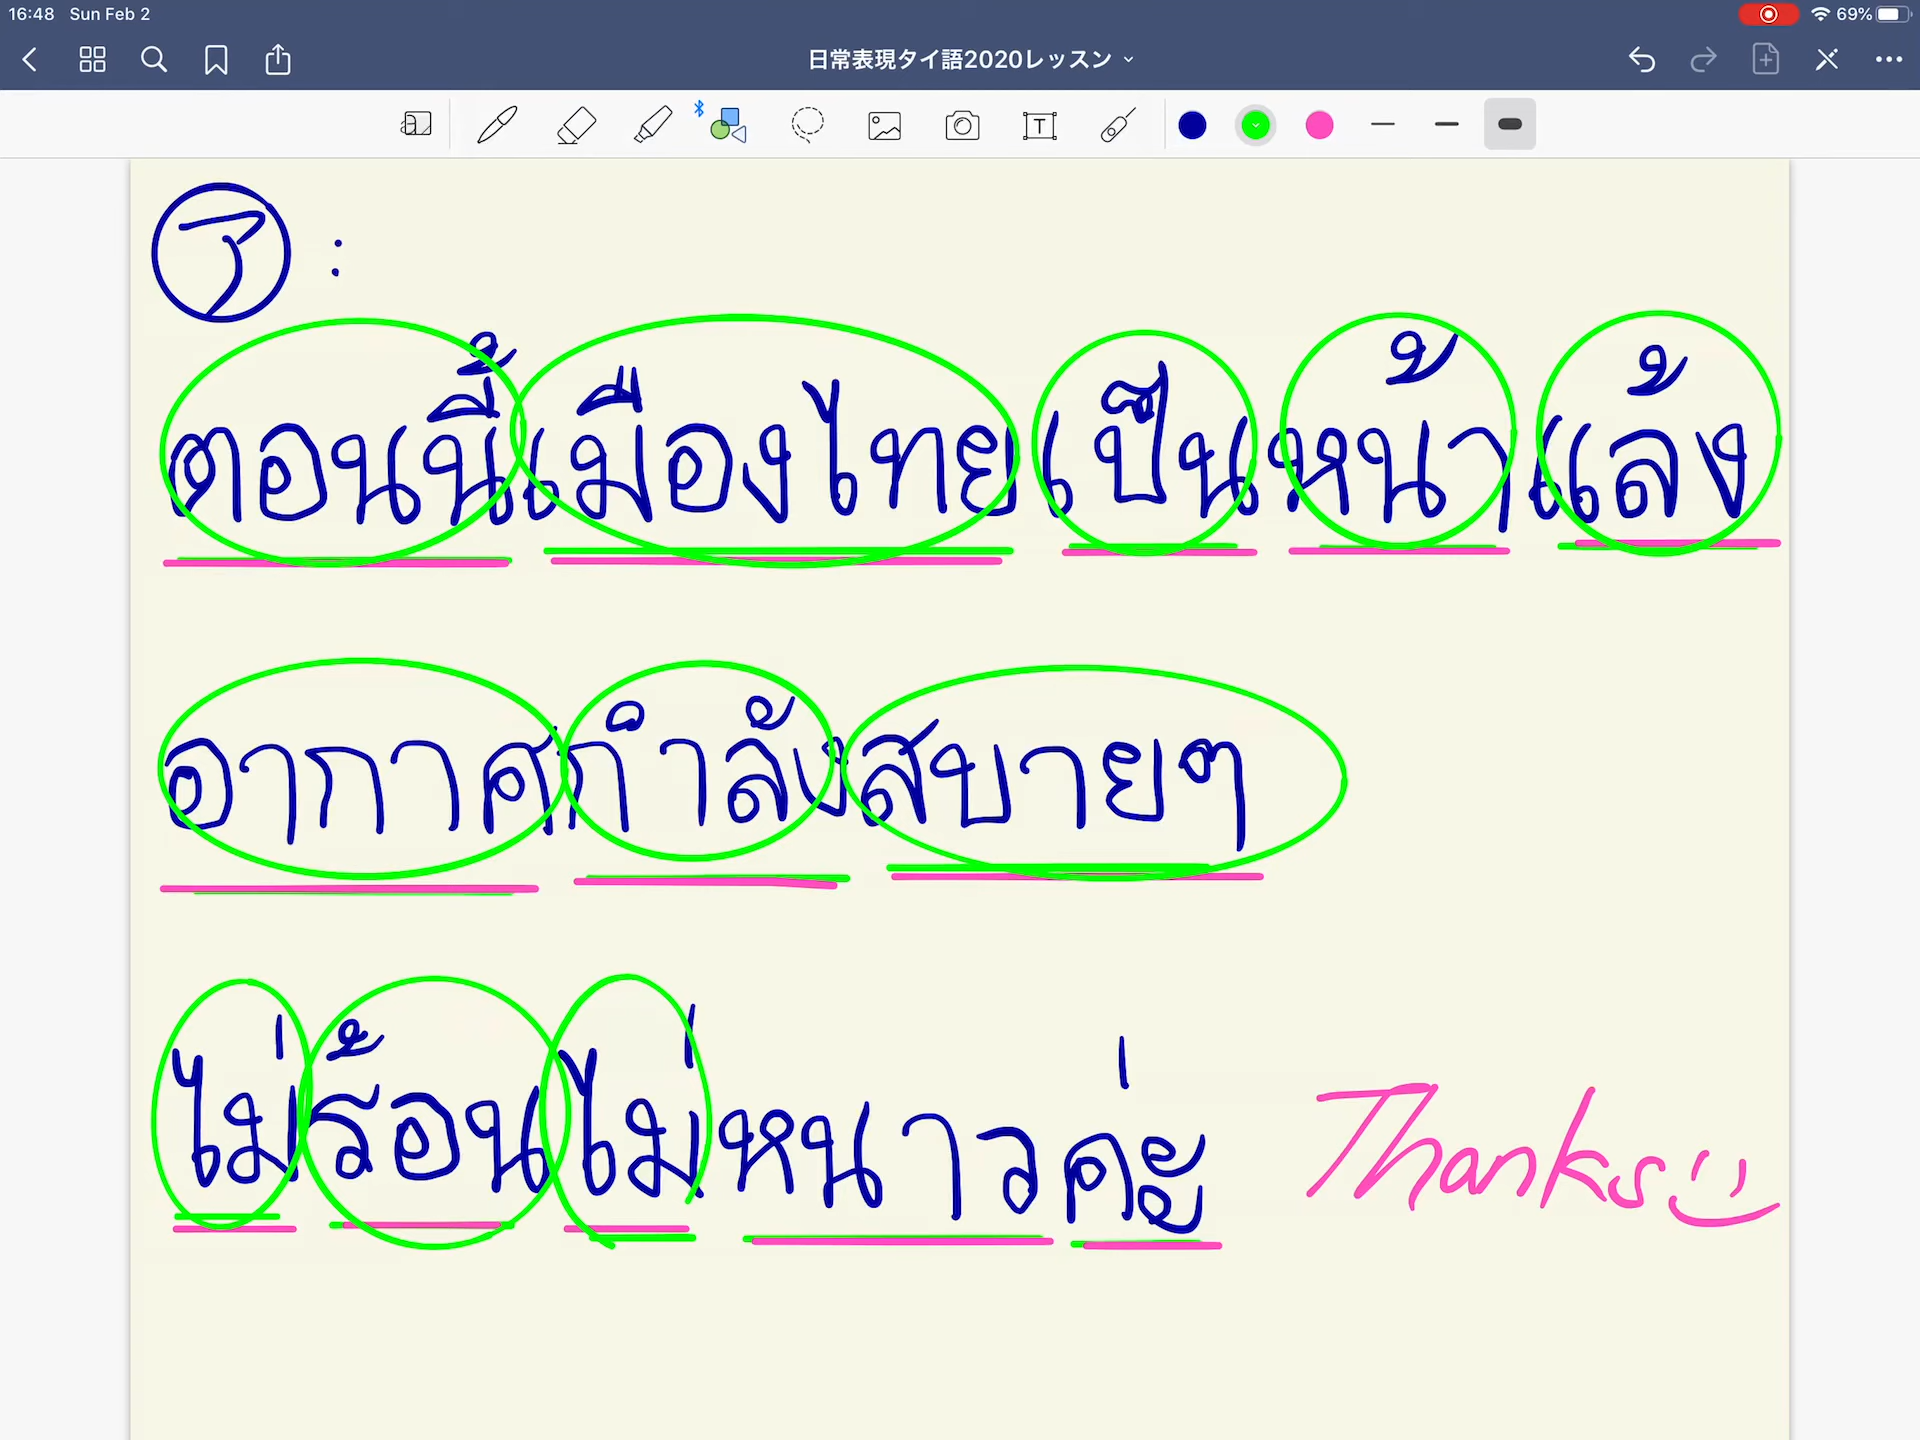 16:48 Sun Feb 2 69%
日常表現タイ語2020レッスン
T
ア :
ตอนนี้เมืองไทยเป็นหน้าแล้ง
อากาศกำลังสบายๆ
ไม่ร้อนไม่หนาวค่ะ Thanks